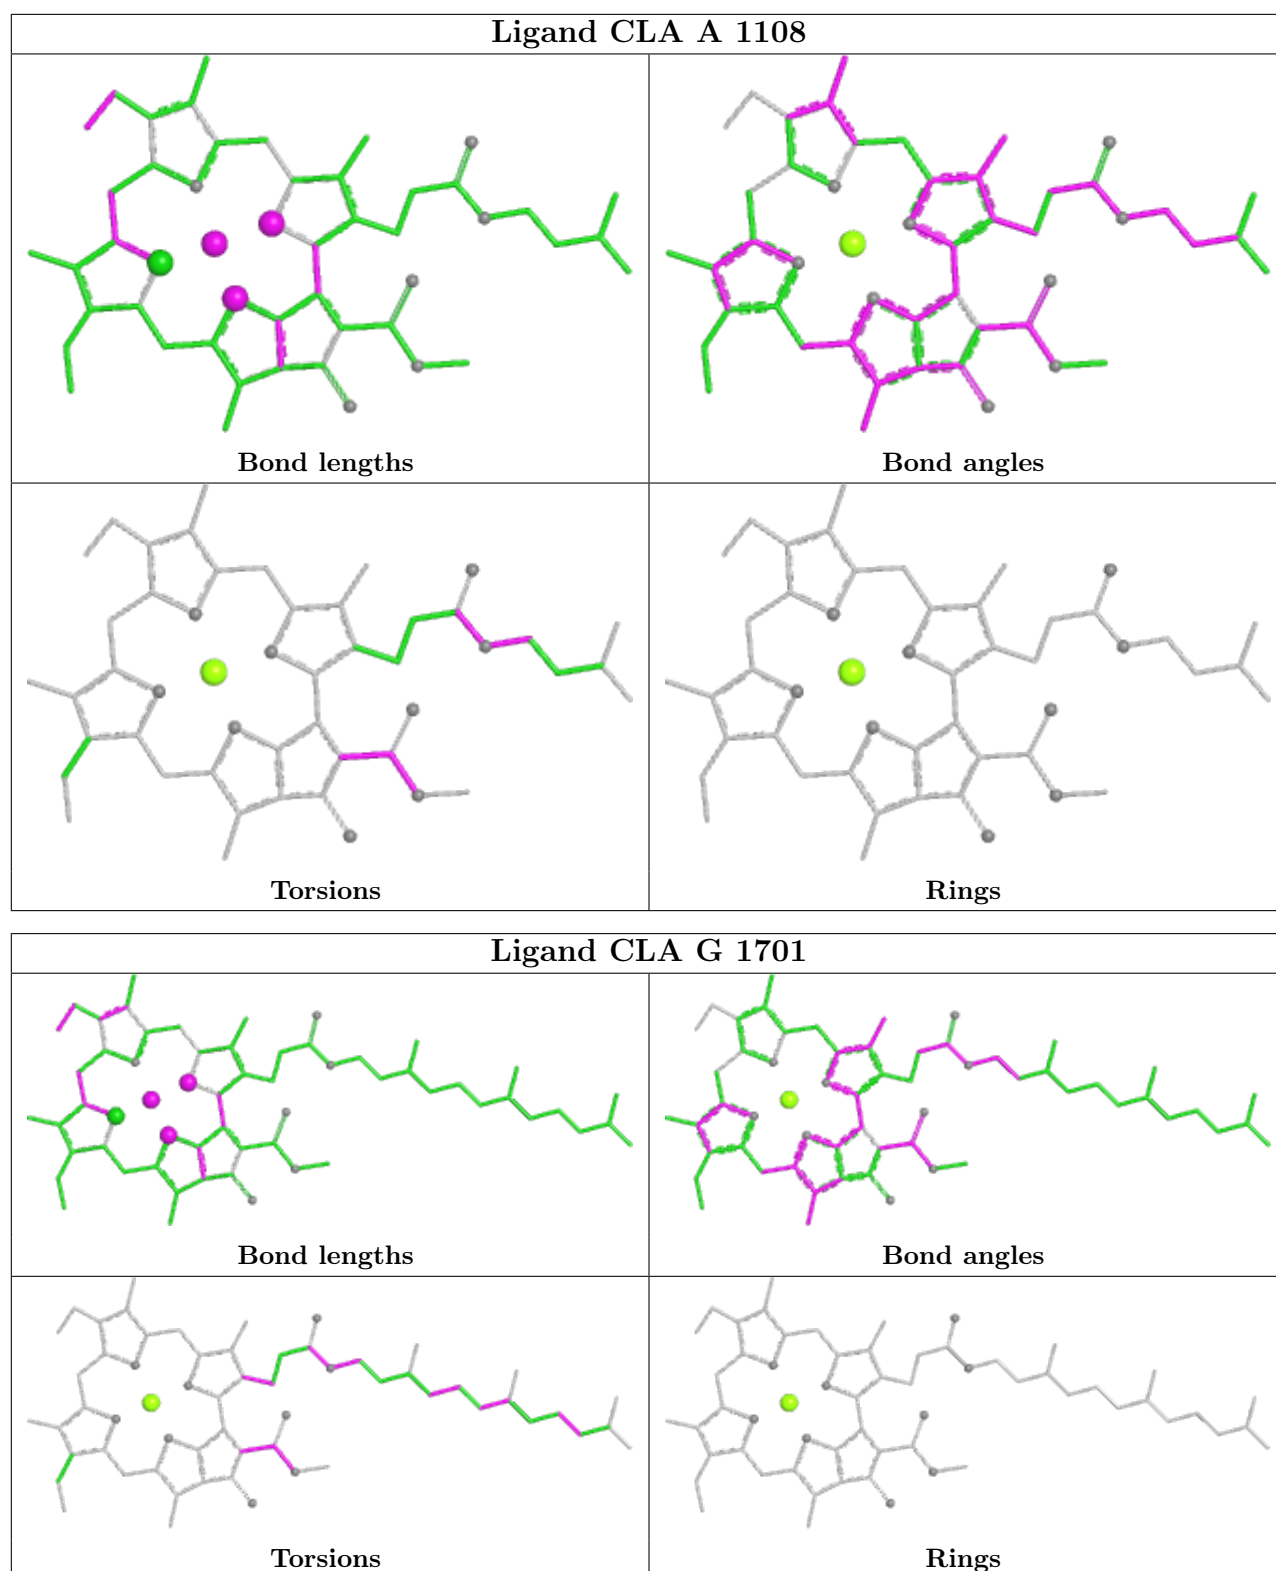 Ligand CLA A 1108
Bond lengths
Bond angles
Torsions
Rings
Ligand CLA G 1701
Bond lengths
Bond angles
Torsions
Rings